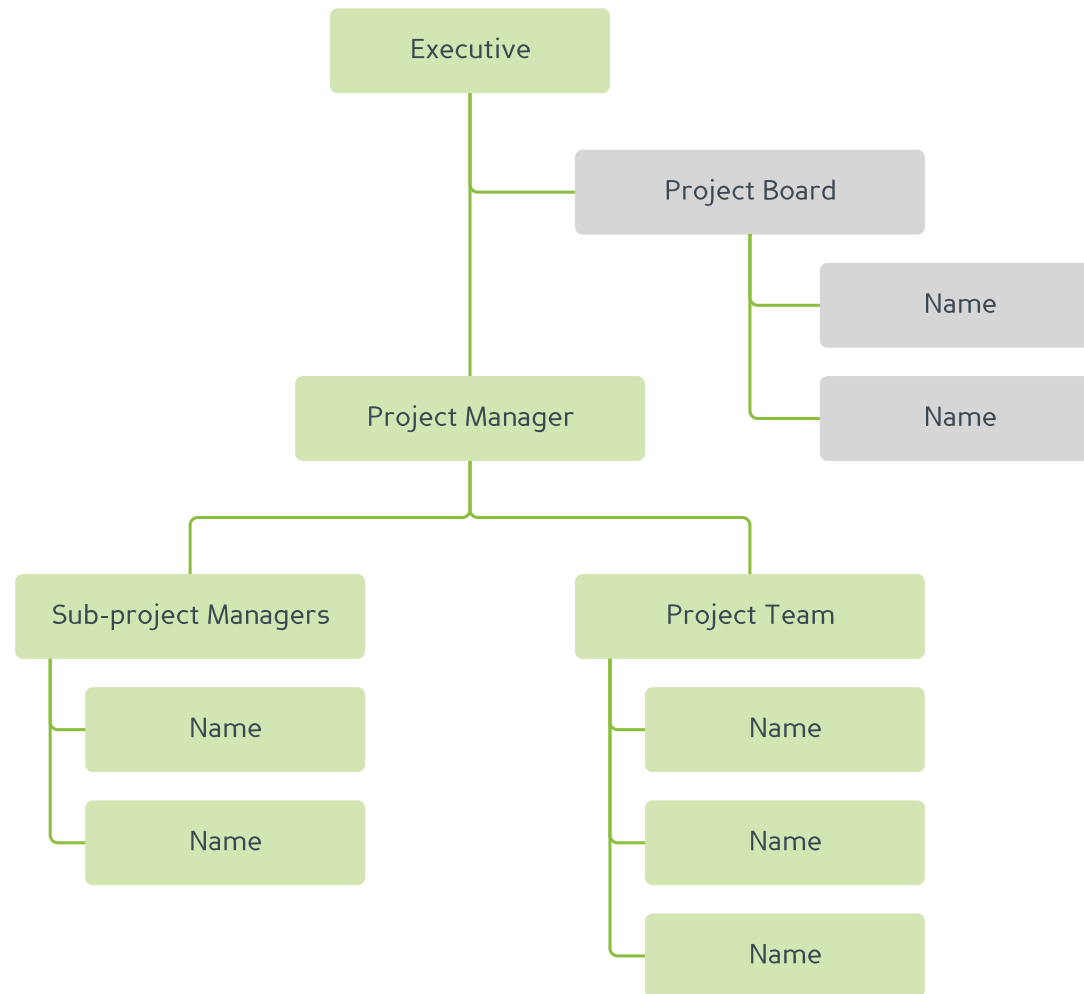 Executive
Project Board
Name
Name
Project Manager
Sub-project Managers
Project Team
Name
Name
Name
Name
Name